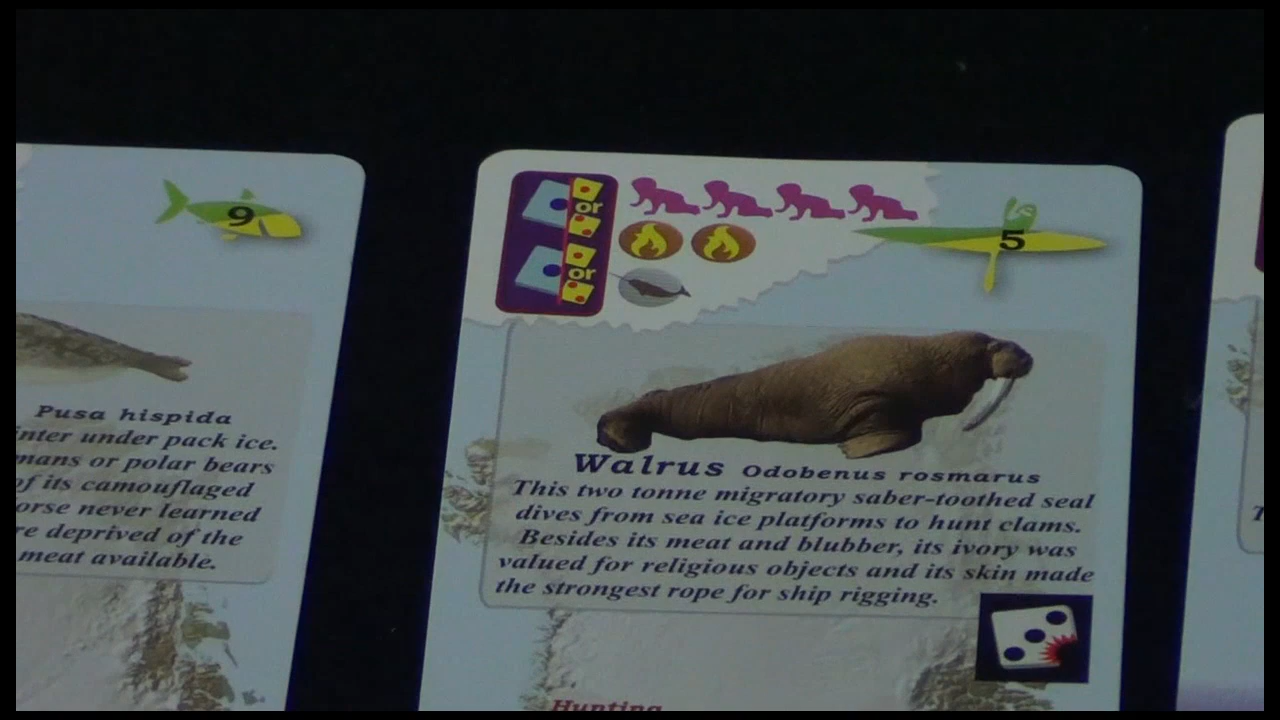 9
Pusa hispida
inter under pack ice.
mans or polar bears
of its camouflaged
orse never learned
re deprived of the
meat available.
or
or
5
Walrus Odobenus rosmarus
This two tonne migratory saber-toothed seal
dives from sea ice platforms to hunt clams.
Besides its meat and blubber, its ivory was
valued for religious objects and its skin made
the strongest rope for ship rigging.
Hunting
T